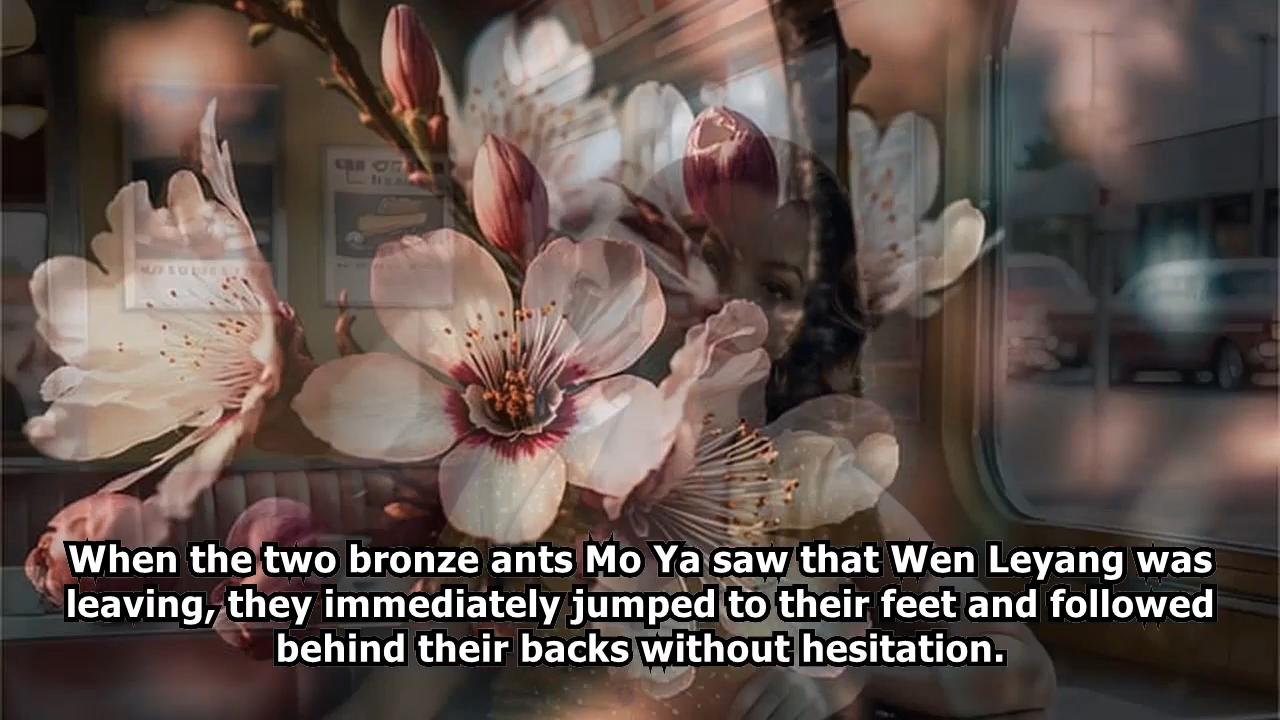 When the two bronze ants Mo Ya saw that Wen Leyang was
leaving, they immediately jumped to their feet and followed
behind their backs without hesitation.